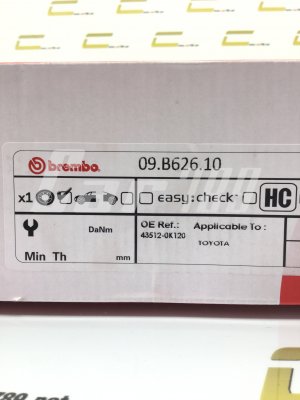 brembo 09.B626.10
x1 easy:check HC
DaNm OE Ref.: Applicable To :
43512-0K120 TOYOTA
Min Th mm